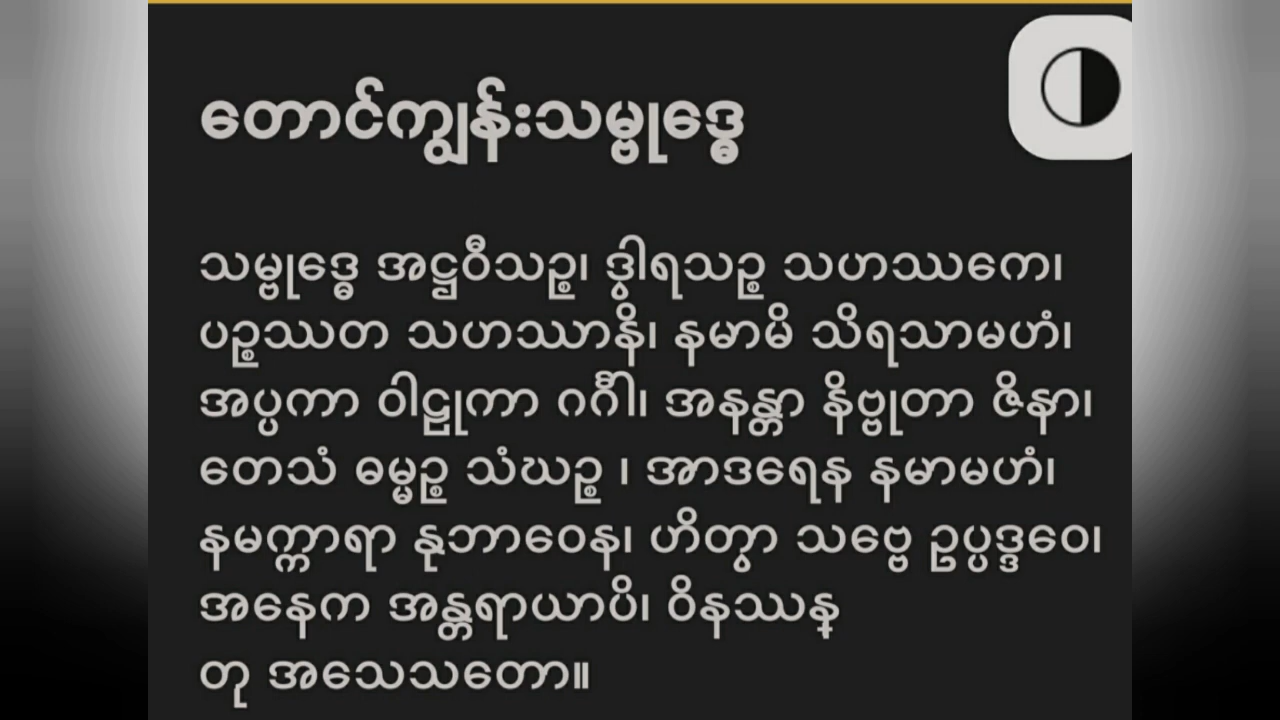 တောင်ကျွန်းသမ္ဗုဒ္ဓေ
သမ္ဗုဒ္ဓေ အဋ္ဌဝီသဉ္စ၊ ဒွါရသဉ္စ သဟဿကေ၊
ပဉ္စဿတ သဟဿာနိ၊ နမာမိ သိရသာမဟံ၊
အပ္ပကာ ဝါဠုကာ ဂင်္ဂါ၊ အနန္တာ နိဗ္ဗုတာ ဇိနာ၊
တေသံ ဓမ္မဉ္စ သံဃဉ္စ ၊ အာဒရေန နမာမဟံ၊
နမက္ကာရာ နုဘာဝေန၊ ဟိတွာ သဗ္ဗေ ဥပ္ပဒ္ဒဝေ၊
အနေက အန္တရာယာပိ၊ ဝိနဿန္
တု အသေသတော။